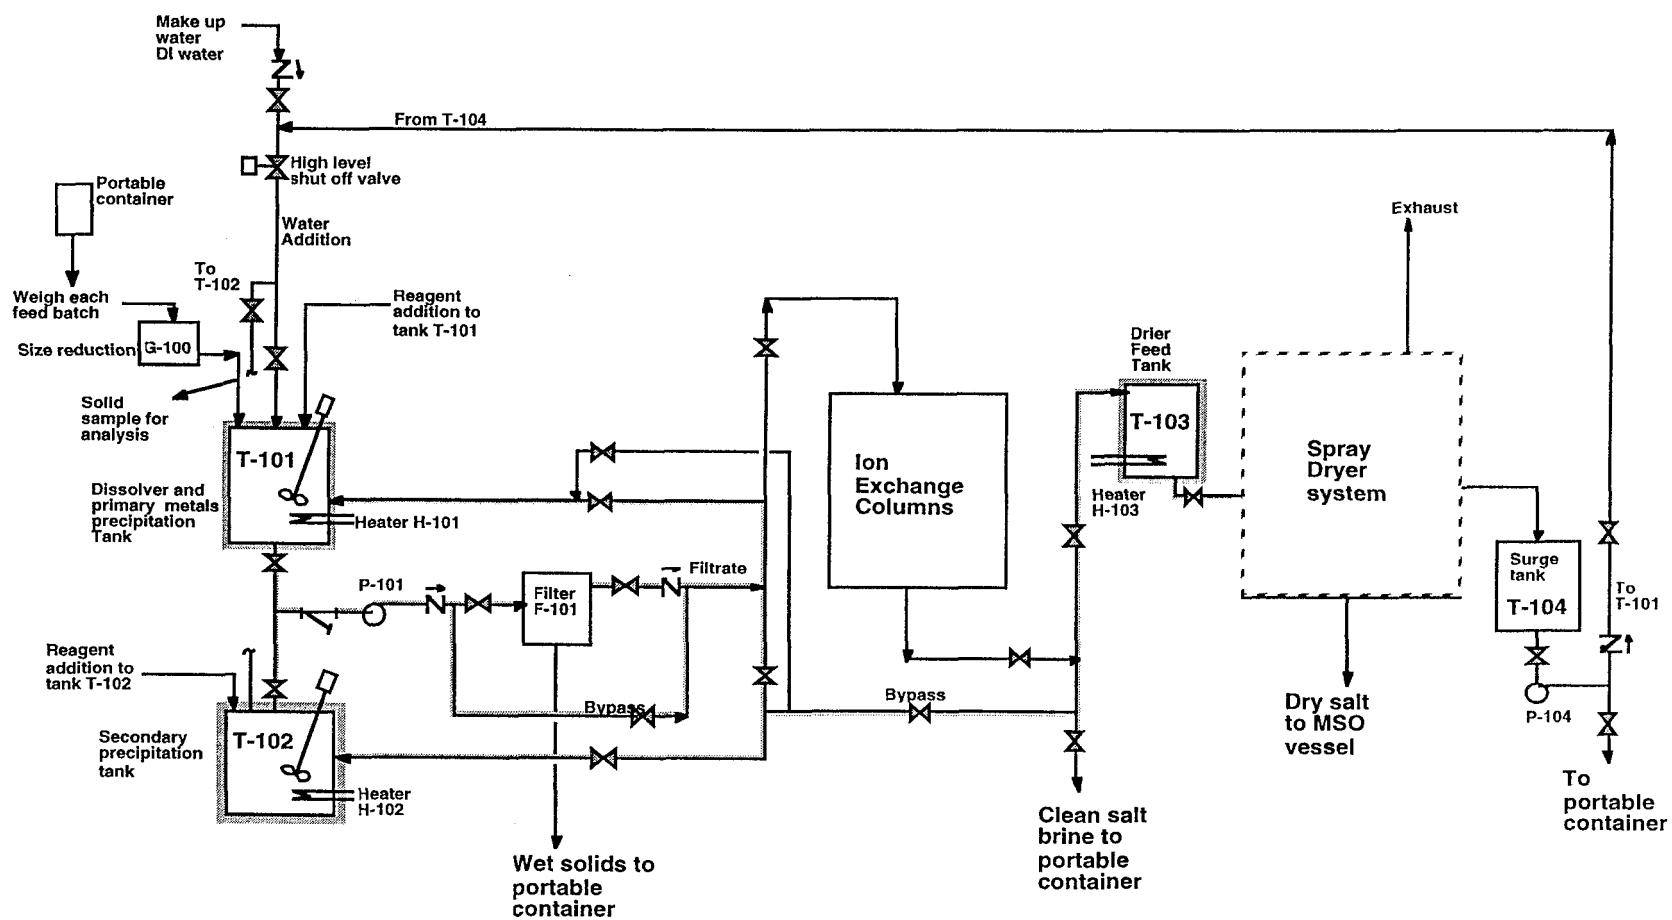 Make up
water
DI water
From T-104
High level
shut off valve
Portable
container
Water
Addition
Exhaust
To
T-102
Weigh each
feed batch
Reagent
addition to
tank T-101
Size reduction
G-100
Drier
Feed
Tank
Solid
sample for
analysis
T-101
T-103
Ion
Exchange
Columns
Spray
Dryer
system
Dissolver and
primary metals
precipitation
Tank
Heater H-101
Heater
H-103
P-101
Filter
F-101
Filtrate
Surge
tank
T-104
To
T-101
Reagent
addition to
tank T-102
Bypass
Bypass
P-104
Dry salt
to MSO
vessel
Secondary
precipitation
tank
T-102
Heater
H-102
To
portable
container
Clean salt
brine to
portable
container
Wet solids to
portable
container